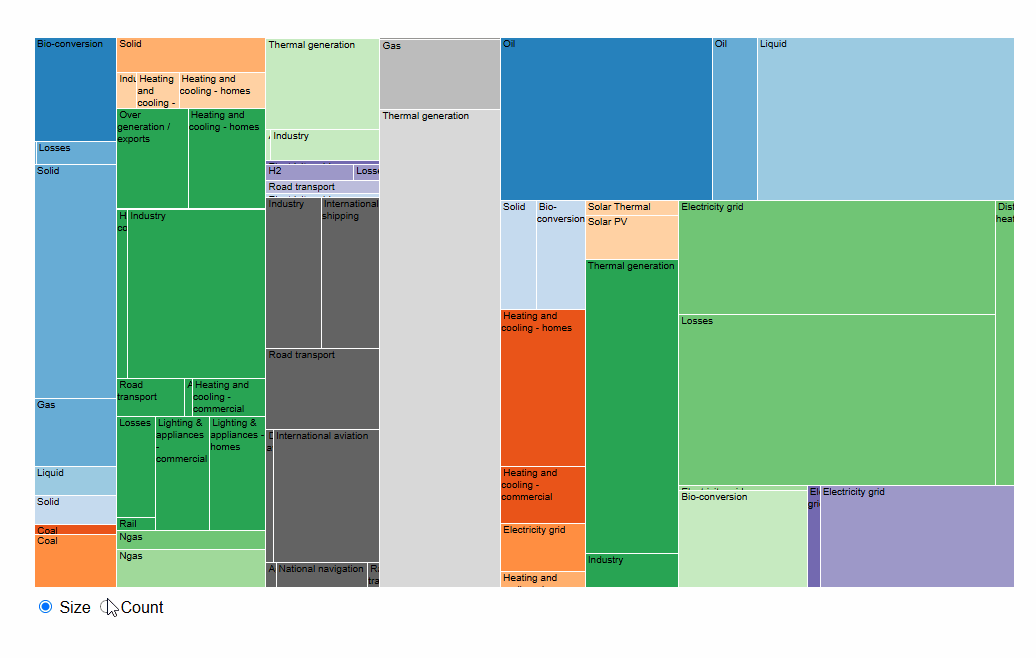 Bio-conversion
Losses
Solid
Gas
Liquid
Solid
Coal
Coal
Solid
Heating
and
cooling -
Heating and
cooling - homes
Over
generation /
exports
Heating and
cooling - homes
H
Industry
Road
transport
A
Heating and
cooling -
commercial
Losses
Lighting &
appliances
-
commercial
Lighting &
appliances -
homes
Rail
Ngas
Ngas
Thermal generation
Industry
H2
Road transport
Industry
International
shipping
Road transport
International aviation
A
National navigation
Gas
Thermal generation
Oil
Oil
Liquid
Solid
Bio-
conversion
Solar Thermal
Solar PV
Thermal generation
Industry
Heating and
cooling - homes
Heating and
cooling -
commercial
Electricity grid
Heating and
Electricity grid
Losses
Bio-conversion
Electricity grid
Size Count